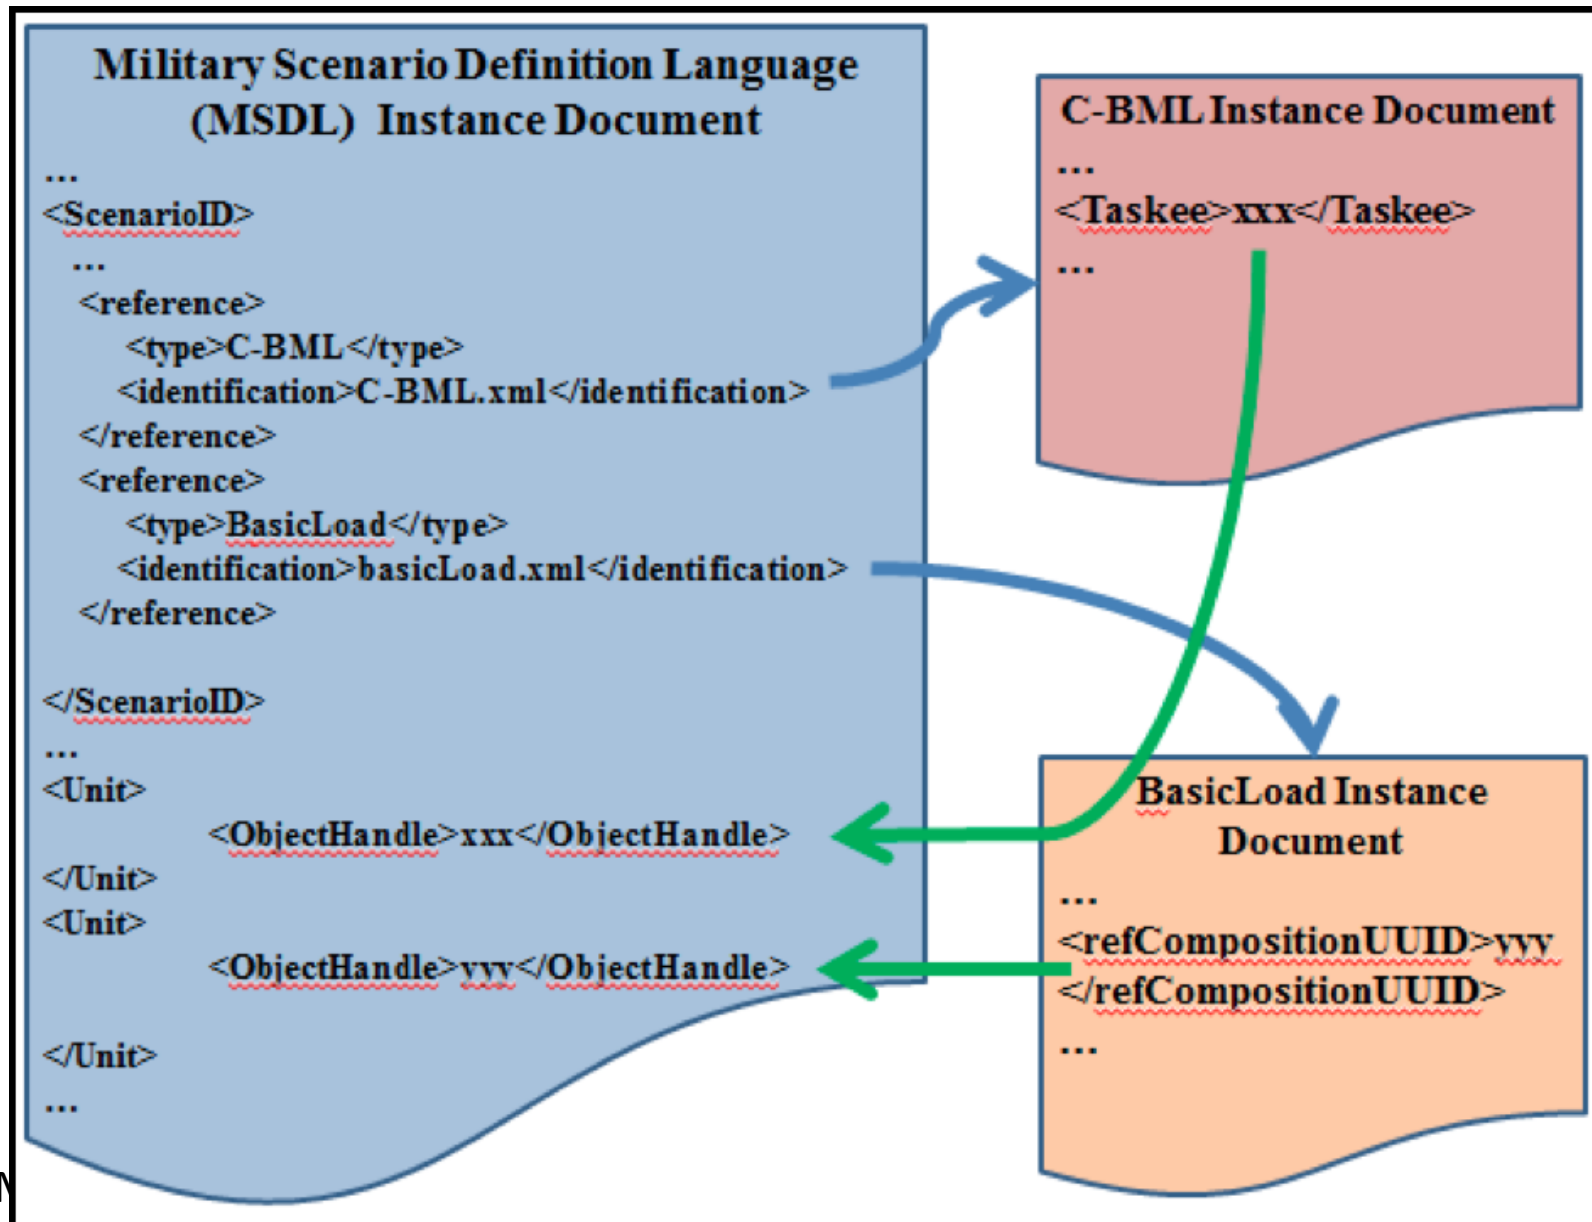 Military Scenario Definition Language
(MSDL) Instance Document
...
<ScenarioID>
...
<reference>
<type>C-BML</type>
<identification>C-BML.xml</identification>
</reference>
<reference>
<type>BasicLoad</type>
<identification>basicLoad.xml</identification>
</reference>
</ScenarioID>
...
<Unit>
<ObjectHandle>xxx</ObjectHandle>
</Unit>
<Unit>
<ObjectHandle>yyy</ObjectHandle>
</Unit>
...
C-BML Instance Document
...
<Taskee>xxx</Taskee>
...
BasicLoad Instance
Document
...
<refCompositionUUID>yyy
</refCompositionUUID>
...